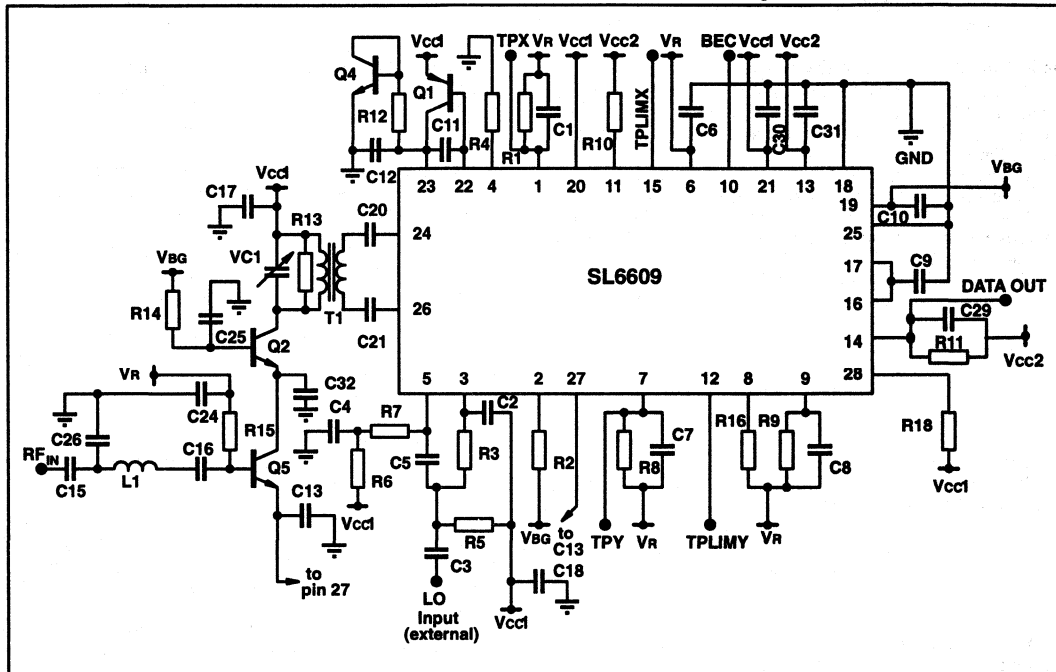 VCC1 TPX VR VCC1 VCC2 VR BEC VCC1 VCC2
Q4 Q1 R12 C11 C12 R4 R1 C1 R10 TPLIMX C6 C30 C31 GND
23 22 4 1 20 11 15 6 10 21 13 18
C17 VCC1 R13 C20 24
VC1 T1
C21 26
SL6609
19 C10 VBG
25
17 C9
16
DATA OUT
14 C29 R11 VCC2
28 R18 VCC1
VBG R14 C25 Q2
5 3 2 27 7 12 8 9
VR C24 C32 C4 R7 C2
C26 R15 C16 Q5
RFIN C15 L1 C13
R6 VCC1 C5 R3 R2 R8 C7 R16 R9 C8
to pin 27
C3 R5 VBG to C13 TPY VR TPLIMY VR
LO
Input
(external)
C18
VCC1